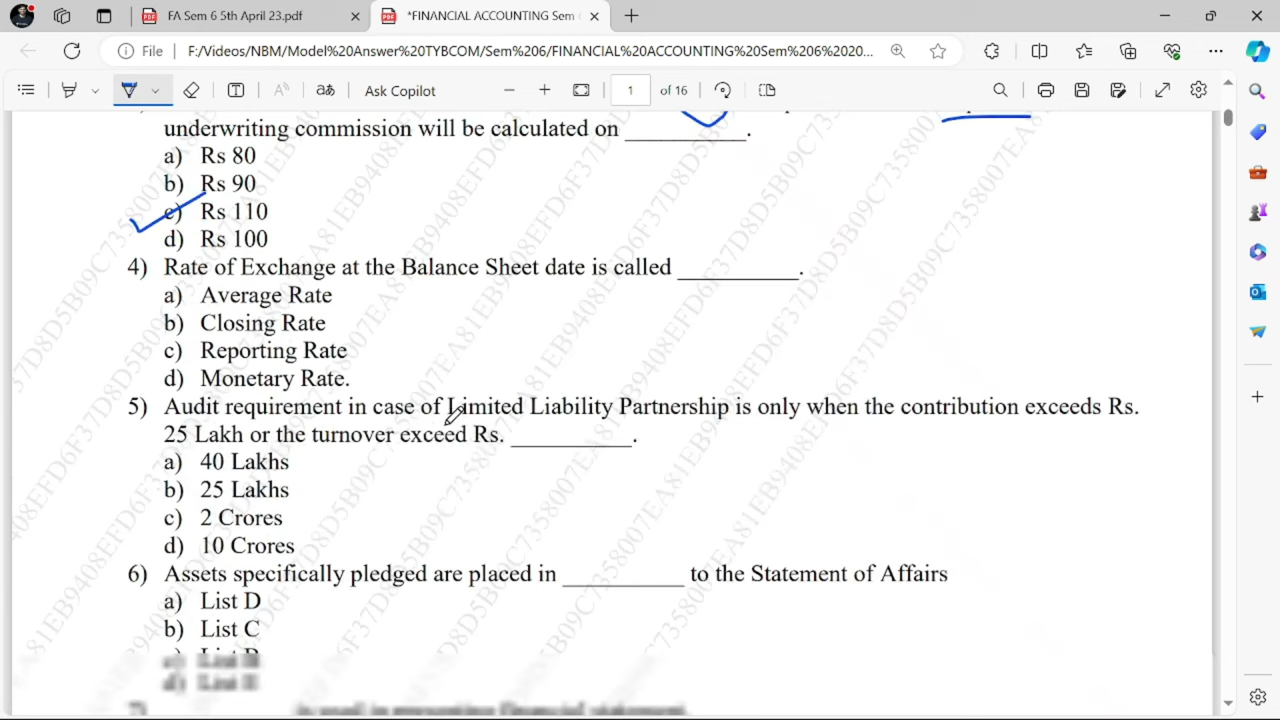 FA Sem 6 5th April 23.pdf
*FINANCIAL ACCOUNTING Sem
File
F:/Videos/NBM/Model%20Answer%20TYBCOM/Sem%206/FINANCIAL%20ACCOUNTING%20Sem%206%2020...
Ask Copilot
1 of 16
underwriting commission will be calculated on __________.
a) Rs 80
b) Rs 90
c) Rs 110
d) Rs 100
4) Rate of Exchange at the Balance Sheet date is called __________.
a) Average Rate
b) Closing Rate
c) Reporting Rate
d) Monetary Rate.
5) Audit requirement in case of Limited Liability Partnership is only when the contribution exceeds Rs.
25 Lakh or the turnover exceed Rs. __________.
a) 40 Lakhs
b) 25 Lakhs
c) 2 Crores
d) 10 Crores
6) Assets specifically pledged are placed in __________ to the Statement of Affairs
a) List D
b) List C